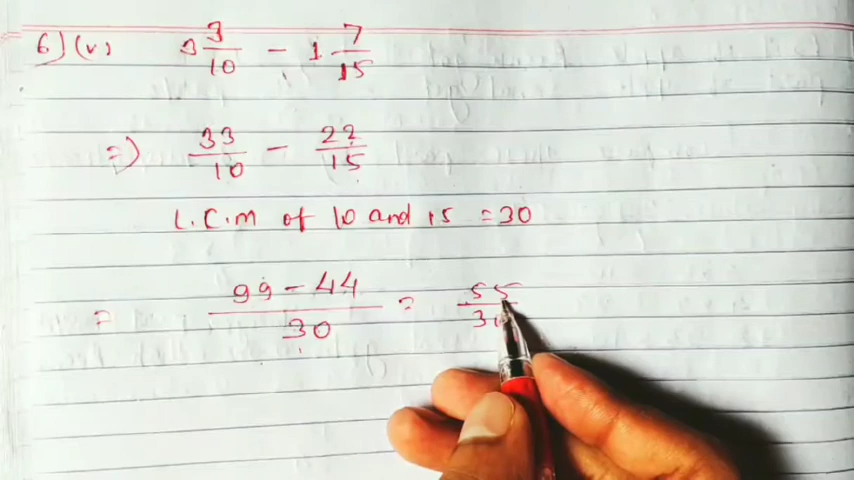 6)(v) 3 3/10 - 1 7/15
=) 33/10 - 22/15
L.C.M of 10 and 15 = 30
= 99 - 44/30 = 55/30